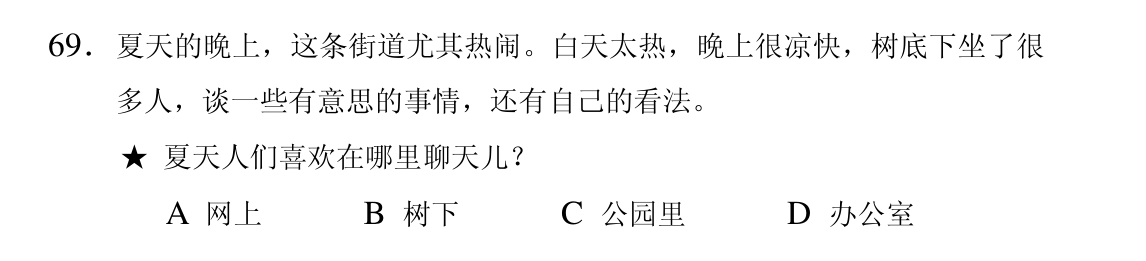 69. 夏天的晚上，这条街道尤其热闹。白天太热，晚上很凉快，树底下坐了很
多人，谈一些有意思的事情，还有自己的看法。
★ 夏天人们喜欢在哪里聊天儿？
A 网上 B 树下 C 公园里 D 办公室